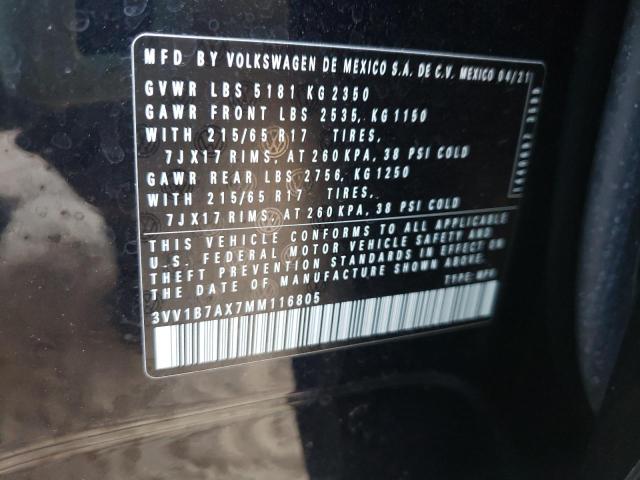 MFD BY VOLKSWAGEN DE MEXICO S.A. DE C.V. MEXICO 04/21
GVWR LBS 5181 KG 2350
GAWR FRONT LBS 2535, KG 1150
WITH 215/65 R17 TIRES,
7JX17 RIMS, AT 260 KPA, 38 PSI COLD
GAWR REAR LBS 2756, KG 1250
WITH 215/65 R17 TIRES,
7JX17 RIMS, AT 260 KPA, 38 PSI COLD
THIS VEHICLE CONFORMS TO ALL APPLICABLE
U.S. FEDERAL MOTOR VEHICLE SAFETY AND
THEFT PREVENTION STANDARDS IN EFFECT ON
THE DATE OF MANUFACTURE SHOWN ABOVE.
3VV1B7AX7MM116805 TYPE: MPV